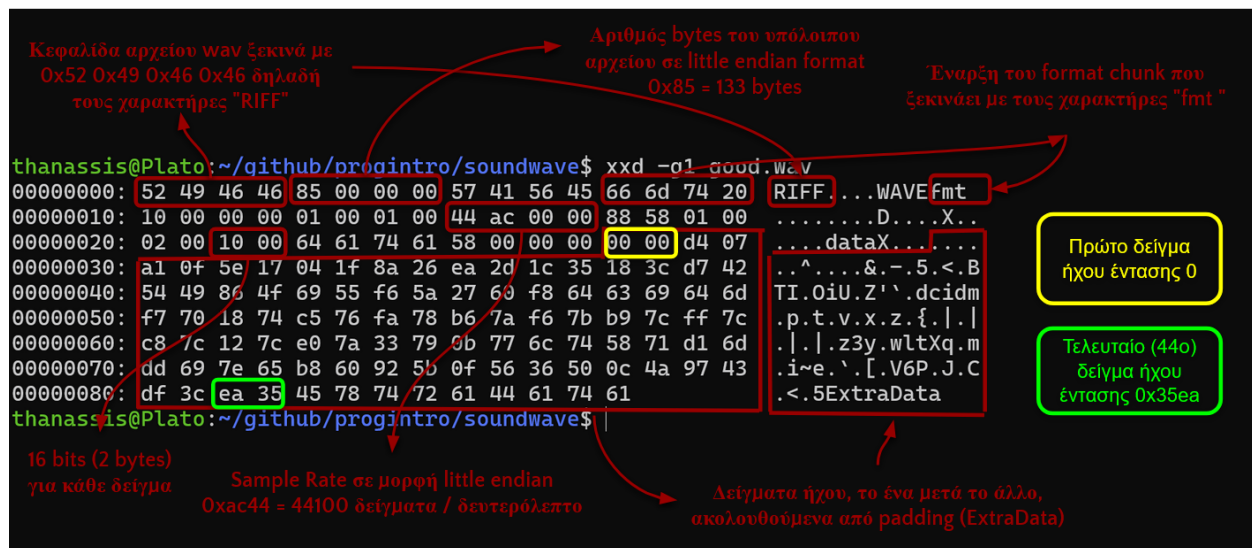 Κεφαλίδα αρχείου wav ξεκινά με
0x52 0x49 0x46 0x46 δηλαδή
τους χαρακτήρες "RIFF"
Αριθμός bytes του υπόλοιπου
αρχείου σε little endian format
0x85 = 133 bytes
Έναρξη του format chunk που
ξεκινάει με τους χαρακτήρες "fmt "
thanassis@Plato:~/github/progintro/soundwave$ xxd -g1 good.wav
00000000: 52 49 46 46 85 00 00 00 57 41 56 45 66 6d 74 20 RIFF....WAVEfmt
00000010: 10 00 00 00 01 00 01 00 44 ac 00 00 88 58 01 00 ........D....X..
00000020: 02 00 10 00 64 61 74 61 58 00 00 00 00 00 d4 07 ....dataX.......
00000030: a1 0f 5e 17 04 1f 8a 26 ea 2d 1c 35 18 3c d7 42 ..^....&.-.5.<.B
00000040: 54 49 86 4f 69 55 f6 5a 27 60 f8 64 63 69 64 6d TI.OiU.Z'`.dcidm
00000050: f7 70 18 74 c5 76 fa 78 b6 7a f6 7b b9 7c ff 7c .p.t.v.x.z.{.|.|
00000060: c8 7c 12 7c e0 7a 33 79 0b 77 6c 74 58 71 d1 6d .|.|.z3y.wltXq.m
00000070: dd 69 7e 65 b8 60 92 5b 0f 56 36 50 0c 4a 97 43 .i~e.`.[.V6P.J.C
00000080: df 3c ea 35 45 78 74 72 61 44 61 74 61 .<.5ExtraData
thanassis@Plato:~/github/progintro/soundwave$
Πρώτο δείγμα
ήχου έντασης 0
Τελευταίο (44ο)
δείγμα ήχου
έντασης 0x35ea
16 bits (2 bytes)
για κάθε δείγμα
Sample Rate σε μορφή little endian
0xac44 = 44100 δείγματα / δευτερόλεπτο
Δείγματα ήχου, το ένα μετά το άλλο,
ακολουθούμενα από padding (ExtraData)